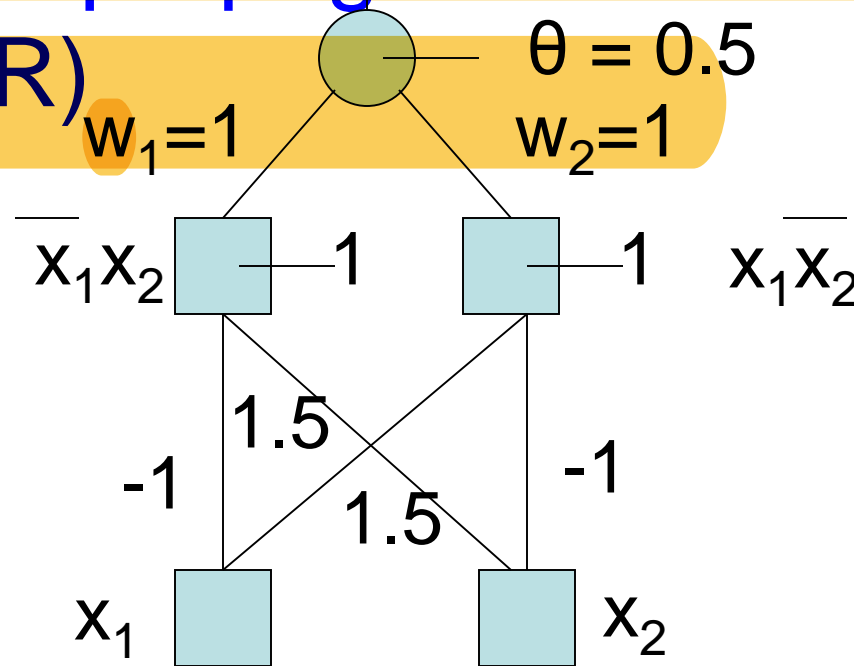 R)
θ = 0.5
w₁=1 w₂=1
x̅₁x₂ 1 1 x₁x̅₂
1.5
-1 -1
1.5
x₁ x₂